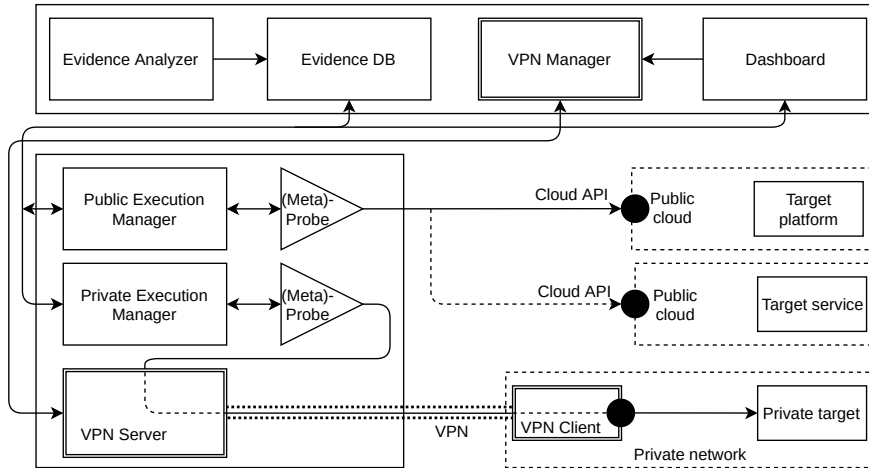 Evidence Analyzer
Evidence DB
VPN Manager
Dashboard
Public Execution
Manager
(Meta)-
Probe
Cloud API
Public
cloud
Target
platform
Private Execution
Manager
(Meta)-
Probe
Cloud API
Public
cloud
Target service
VPN Server
VPN
VPN Client
Private target
Private network